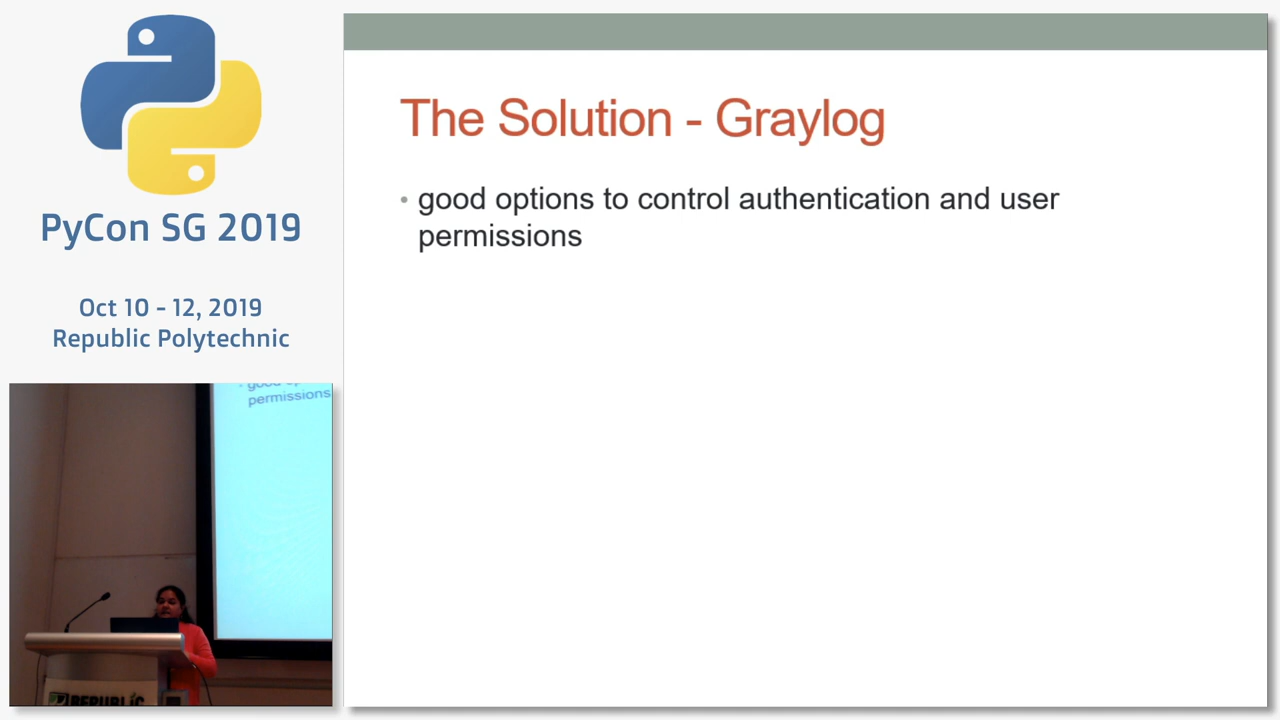 PyCon SG 2019
Oct 10 - 12, 2019
Republic Polytechnic
The Solution - Graylog
• good options to control authentication and user
permissions
permissions
REPUBLIC